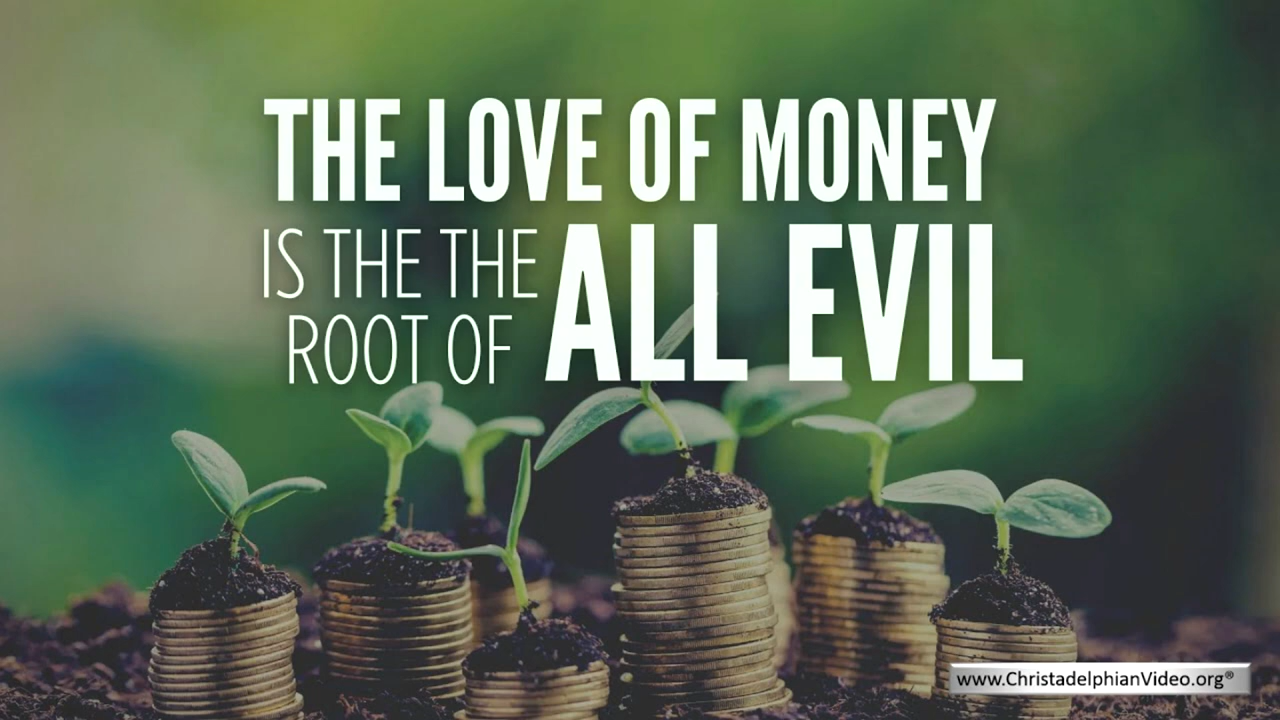 THE LOVE OF MONEY
IS THE THE
ROOT OF ALL EVIL
www.ChristadelphianVideo.org®